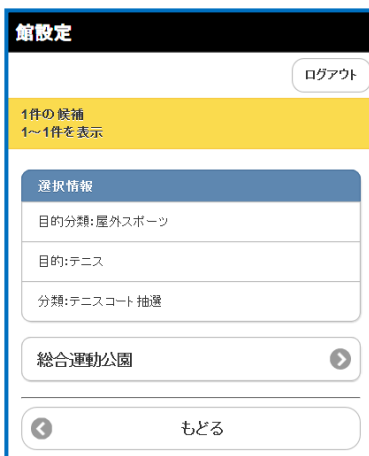 館設定
ログアウト
1件の候補
1～1件を表示
選択情報
目的分類:屋外スポーツ
目的:テニス
分類:テニスコート抽選
総合運動公園
もどる